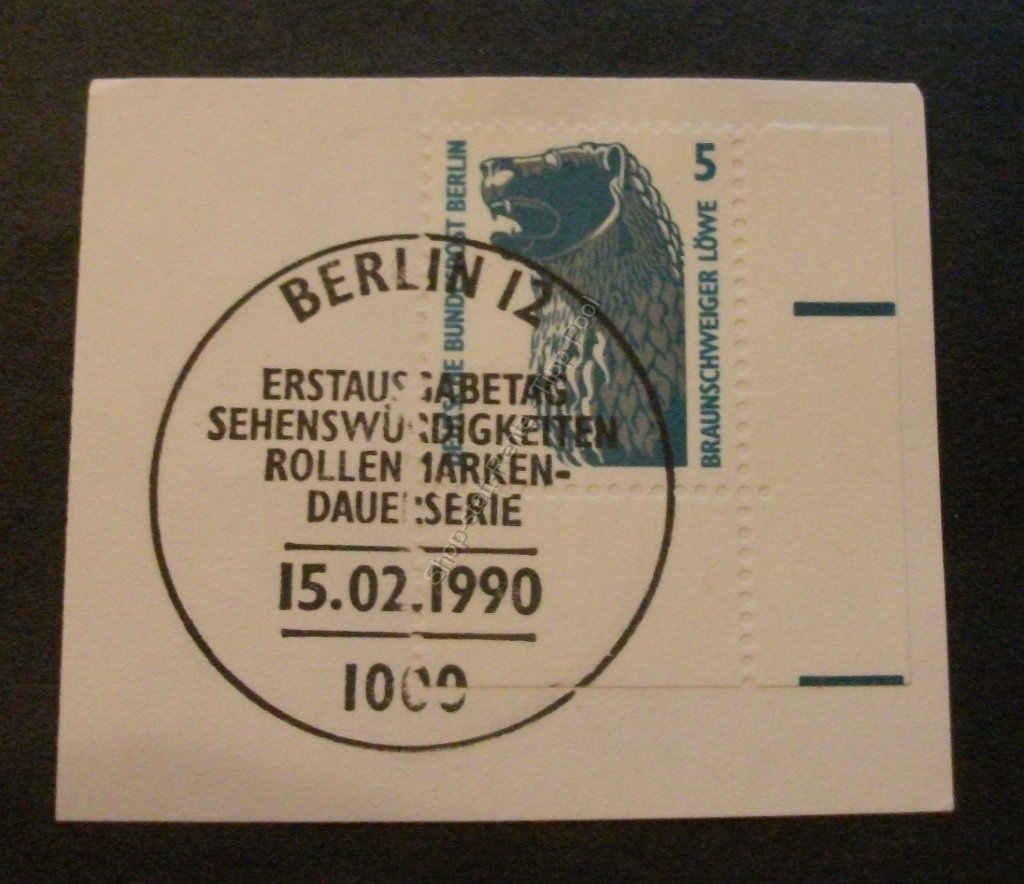 DEUTSCHE BUNDESPOST BERLIN
5
BRAUNSCHWEIGER LÖWE
BERLIN 12
ERSTAUSGABETAG
SEHENSWÜRDIGKEITEN
ROLLENMARKEN-
DAUERSERIE
15.02.1990
1000